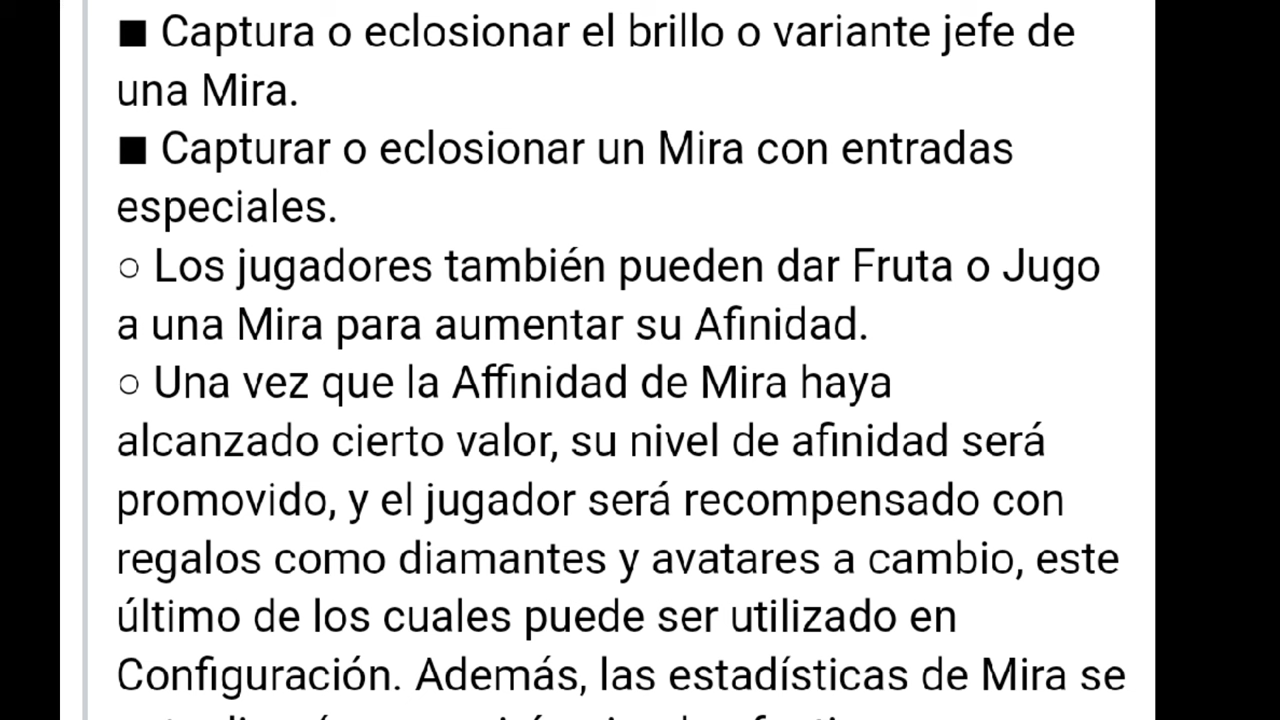 ■ Captura o eclosionar el brillo o variante jefe de
una Mira.
■ Capturar o eclosionar un Mira con entradas
especiales.
○ Los jugadores también pueden dar Fruta o Jugo
a una Mira para aumentar su Afinidad.
○ Una vez que la Affinidad de Mira haya
alcanzado cierto valor, su nivel de afinidad será
promovido, y el jugador será recompensado con
regalos como diamantes y avatares a cambio, este
último de los cuales puede ser utilizado en
Configuración. Además, las estadísticas de Mira se